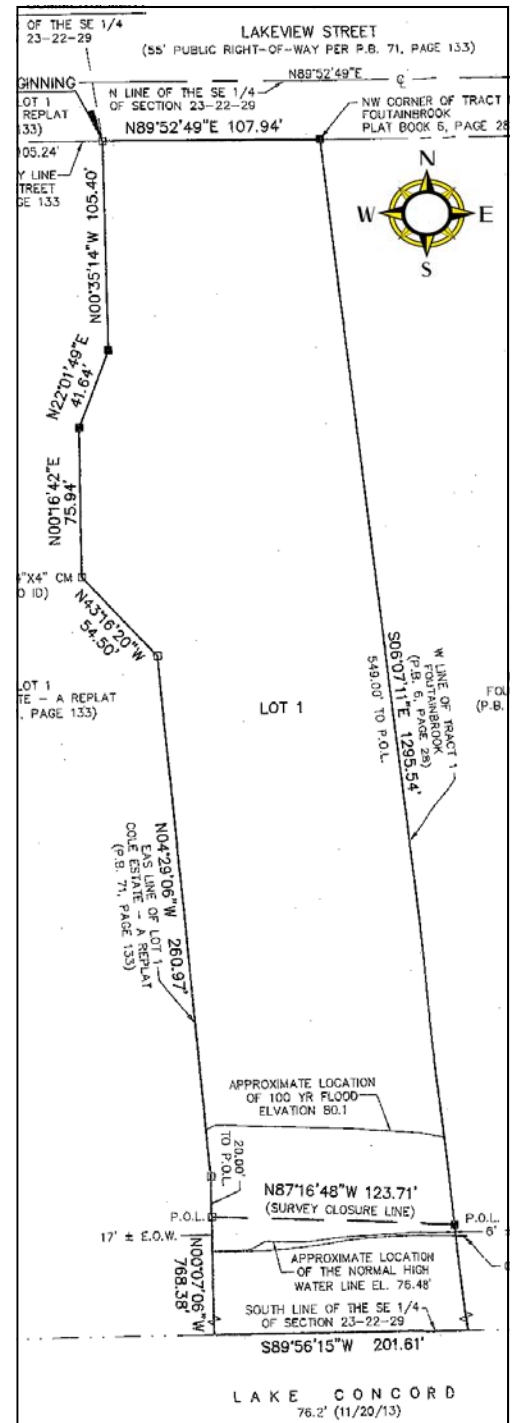 OF THE SE 1/4
23-22-29
LAKEVIEW STREET
(55' PUBLIC RIGHT-OF-WAY PER P.B. 71, PAGE 133)
GINNING
N LINE OF THE SE 1/4
OF SECTION 23-22-29
N89°52'49"E
LOT 1
REPLAT
133)
N89°52'49"E 107.94'
NW CORNER OF TRACT
FOUTAINBROOK
PLAT BOOK 6, PAGE 28
05.24'
Y LINE
TREET
GE 133
N
W
E
S
N00°35'14"W 105.40'
N22°01'49"E
41.64'
N00°16'42"E
75.94'
4"X4" CM
O ID)
N43°16'20"W
54.50'
LOT 1
TE - A REPLAT
, PAGE 133)
LOT 1
W LINE OF TRACT 1
FOUTAINBROOK
(P.B. 6, PAGE 28)
S06°07'11"E 1295.54'
549.00' TO P.O.L.
FOU
(P.B.
N04°29'06"W 260.97'
EAS LINE OF LOT 1
COLE ESTATE - A REPLAT
(P.B. 71, PAGE 133)
APPROXIMATE LOCATION
OF 100 YR FLOOD
ELVATION 80.1
20.00'
TO P.O.L.
N87°16'48"W 123.71'
(SURVEY CLOSURE LINE)
P.O.L.
P.O.L.
17' ± E.O.W.
6'
N00°07'06"W
768.38'
APPROXIMATE LOCATION
OF THE NORMAL HIGH
WATER LINE EL. 76.48'
SOUTH LINE OF THE SE 1/4
OF SECTION 23-22-29
S89°56'15"W 201.61'
LAKE CONCORD
76.2' (11/20/13)